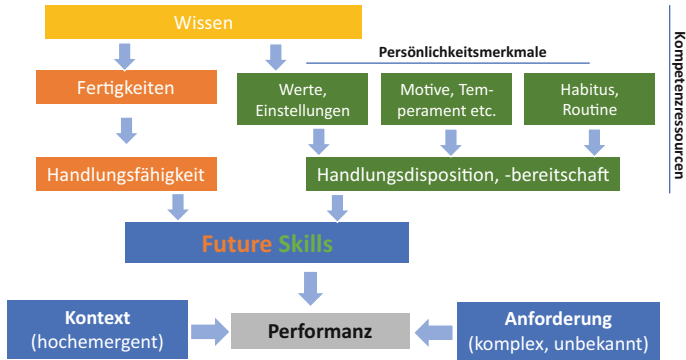 Wissen
Persönlichkeitsmerkmale
Fertigkeiten
Werte,
Einstellungen
Motive, Tem-
perament etc.
Habitus,
Routine
Kompetenzressourcen
Handlungsfähigkeit
Handlungsdisposition, -bereitschaft
Future Skills
Kontext
(hochemergent)
Performanz
Anforderung
(komplex, unbekannt)